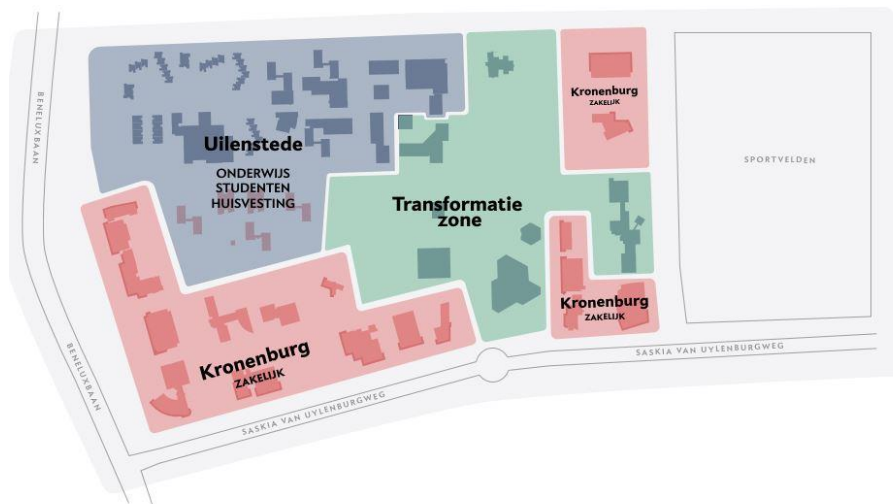 BENELUXBAAN
Uilenstede
ONDERWIJS
STUDENTEN
HUISVESTING
Kronenburg
ZAKELIJK
SPORTVELDEN
Transformatie
zone
Kronenburg
ZAKELIJK
Kronenburg
ZAKELIJK
BENELUXBAAN
SASKIA VAN UYLENBURGWEG
SASKIA VAN UYLENBURGWEG